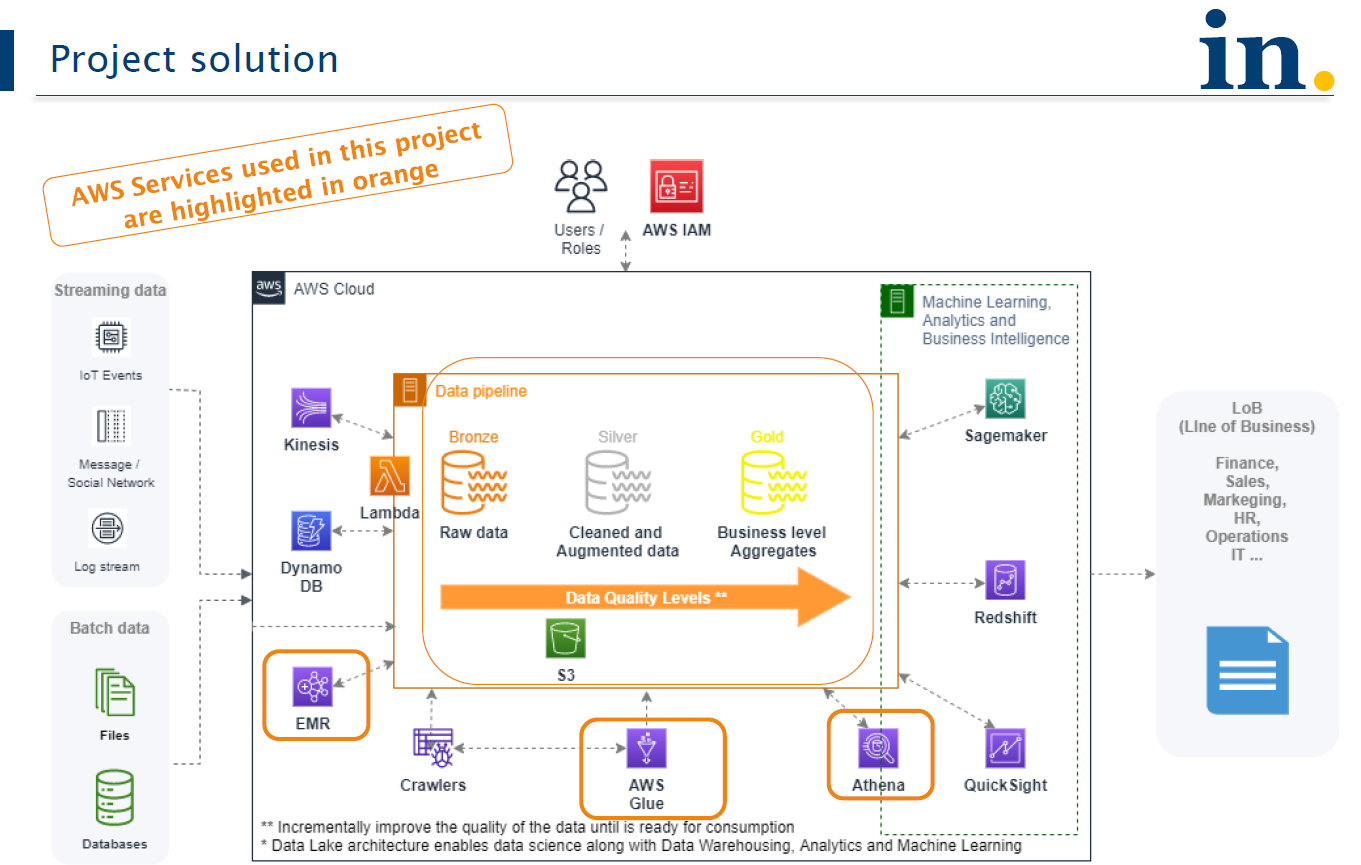 Project solution
in.
AWS Services used in this project
are highlighted in orange
Users /
Roles
AWS IAM
Streaming data
IoT Events
Message /
Social Network
Log stream
Batch data
Files
Databases
aws
AWS Cloud
Machine Learning,
Analytics and
Business Intelligence
Kinesis
Lambda
Dynamo
DB
EMR
Data pipeline
Bronze
Raw data
Silver
Cleaned and
Augmented data
Gold
Business level
Aggregates
Data Quality Levels **
S3
Sagemaker
Redshift
QuickSight
Crawlers
AWS
Glue
Athena
** Incrementally improve the quality of the data until is ready for consumption
* Data Lake architecture enables data science along with Data Warehousing, Analytics and Machine Learning
LoB
(LIne of Business)
Finance,
Sales,
Markeging,
HR,
Operations
IT ...